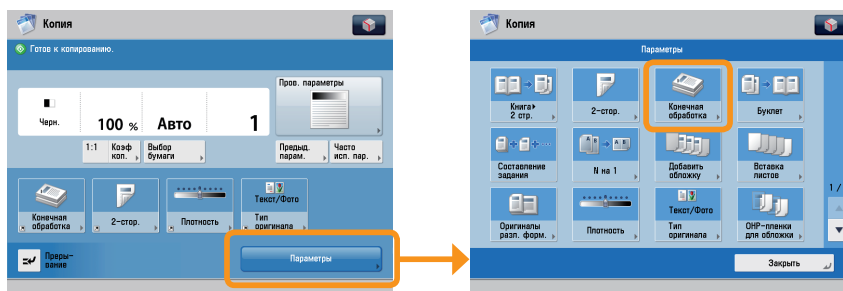 Копия
Готов к копированию.
Пров. параметры
Черн.
100 %
Авто
1
1:1
Коэф
коп.
Выбор
бумаги
Предыд.
парам.
Часто
исп. пар.
Конечная
обработка
2-стор.
Плотность
Текст/Фото
Тип
оригинала
Преры-
вание
Параметры
Копия
Параметры
Книга▸
2 стр.
2-стор.
Конечная
обработка
Буклет
Составление
задания
N на 1
Добавить
обложку
Вставка
листов
Оригиналы
разл. форм.
Плотность
Текст/Фото
Тип
оригинала
OHP-пленки
для обложки
1/
Закрыть